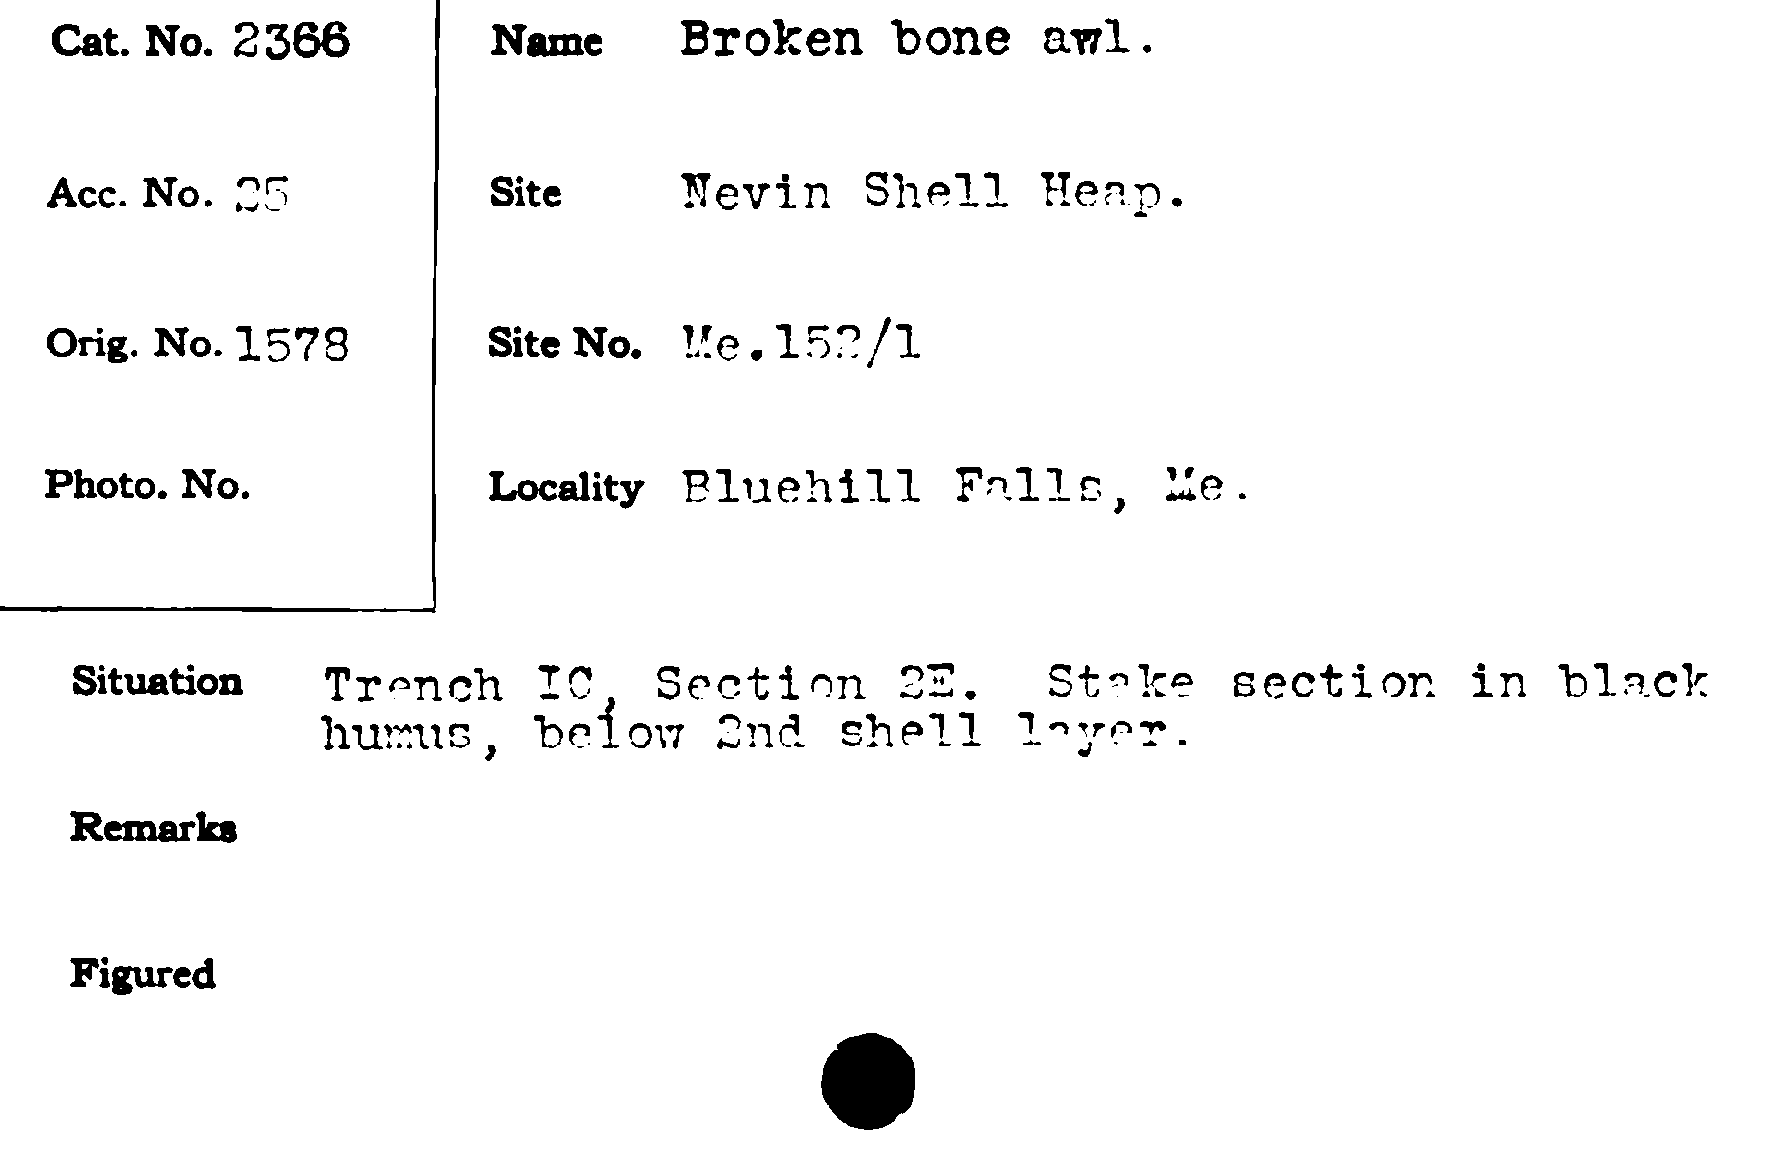 Cat. No. 2366
Name Broken bone awl.
Acc. No. 25
Site Nevin Shell Heap.
Orig. No. 1578
Site No. Me.152/1
Photo. No.
Locality Bluehill Falls, Me.
Situation Trench IC, Section 2E. Stake section in black
humus, below 2nd shell layer.
Remarks
Figured